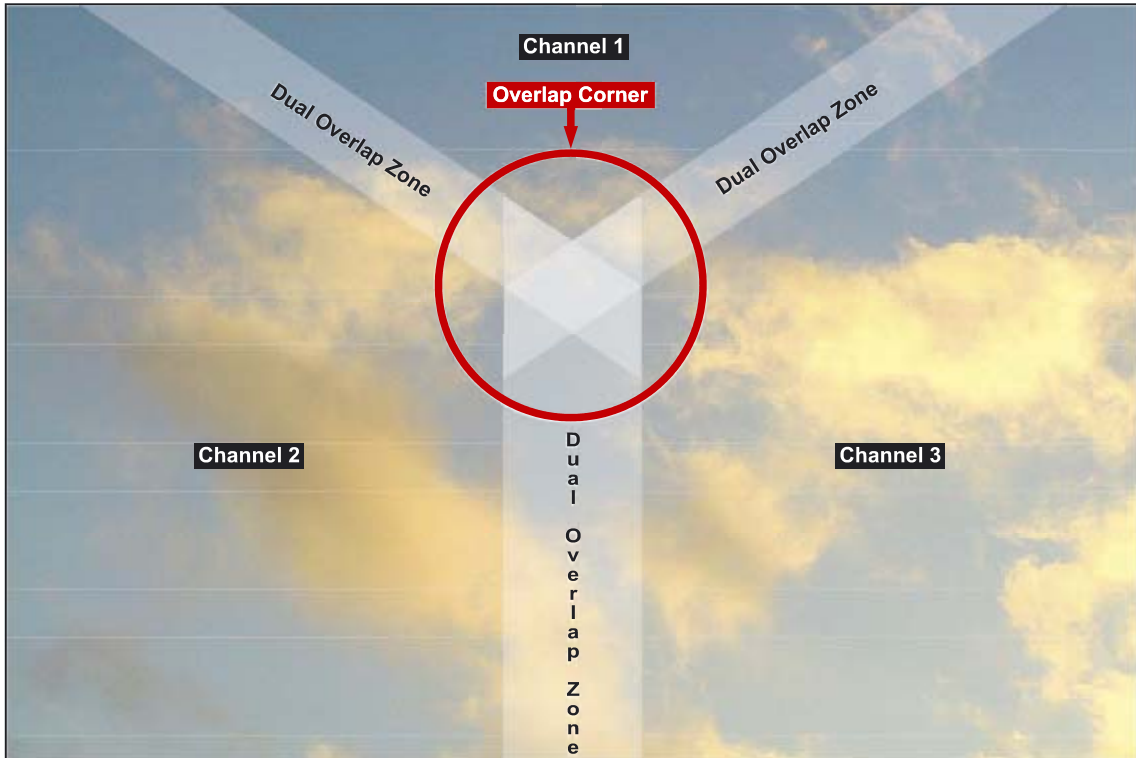 Channel 1
Overlap Corner
Dual Overlap Zone
Dual Overlap Zone
Channel 2
Channel 3
Dual Overlap Zone